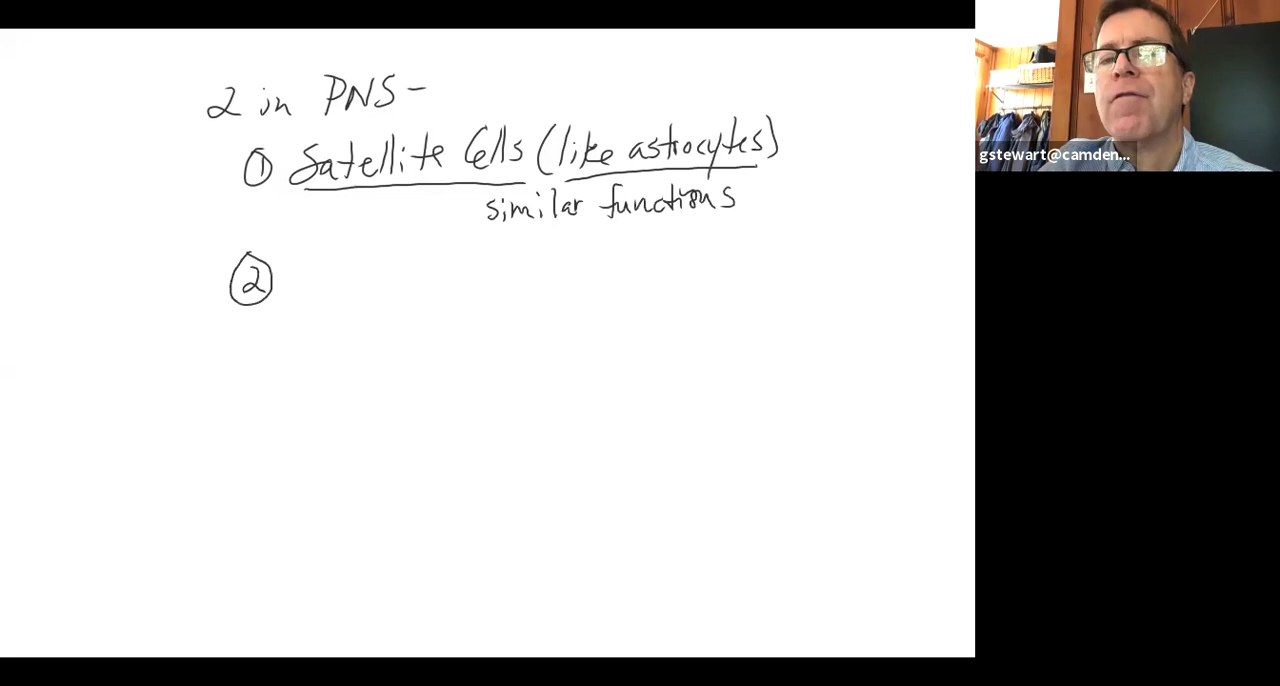 2 in PNS-
① Satellite Cells (like astrocytes)
similar functions
②
gstewart@camden...